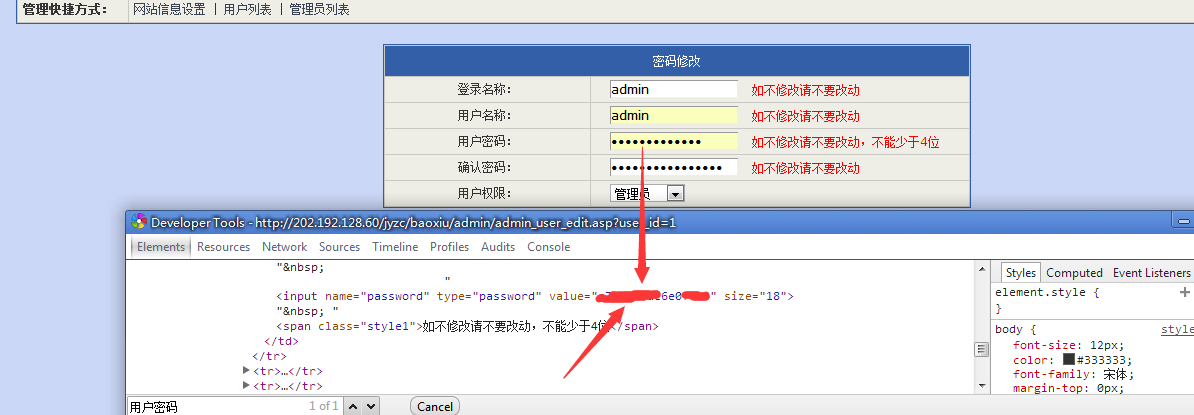 管理快捷方式： 网站信息设置 | 用户列表 | 管理员列表
密码修改
登录名称： admin 如不修改请不要改动
用户名称： admin 如不修改请不要改动
用户密码： ••••••••••••• 如不修改请不要改动，不能少于4位
确认密码： •••••••••••••••• 如不修改请不要改动
用户权限： 管理员
Developer Tools - http://202.192.128.60/jyzc/baoxiu/admin/admin_user_edit.asp?user_id=1
Elements Resources Network Sources Timeline Profiles Audits Console
"&nbsp;
"
<input name="password" type="password" value=" " size="18">
"&nbsp; "
<span class="style1">如不修改请不要改动，不能少于4位</span>
</td>
</tr>
<tr>…</tr>
<tr>…</tr>
用户密码 1 of 1 Cancel
Styles Computed Event Listeners
element.style {
}
body { style
font-size: 12px;
color: #333333;
font-family: 宋体;
margin-top: 0px;